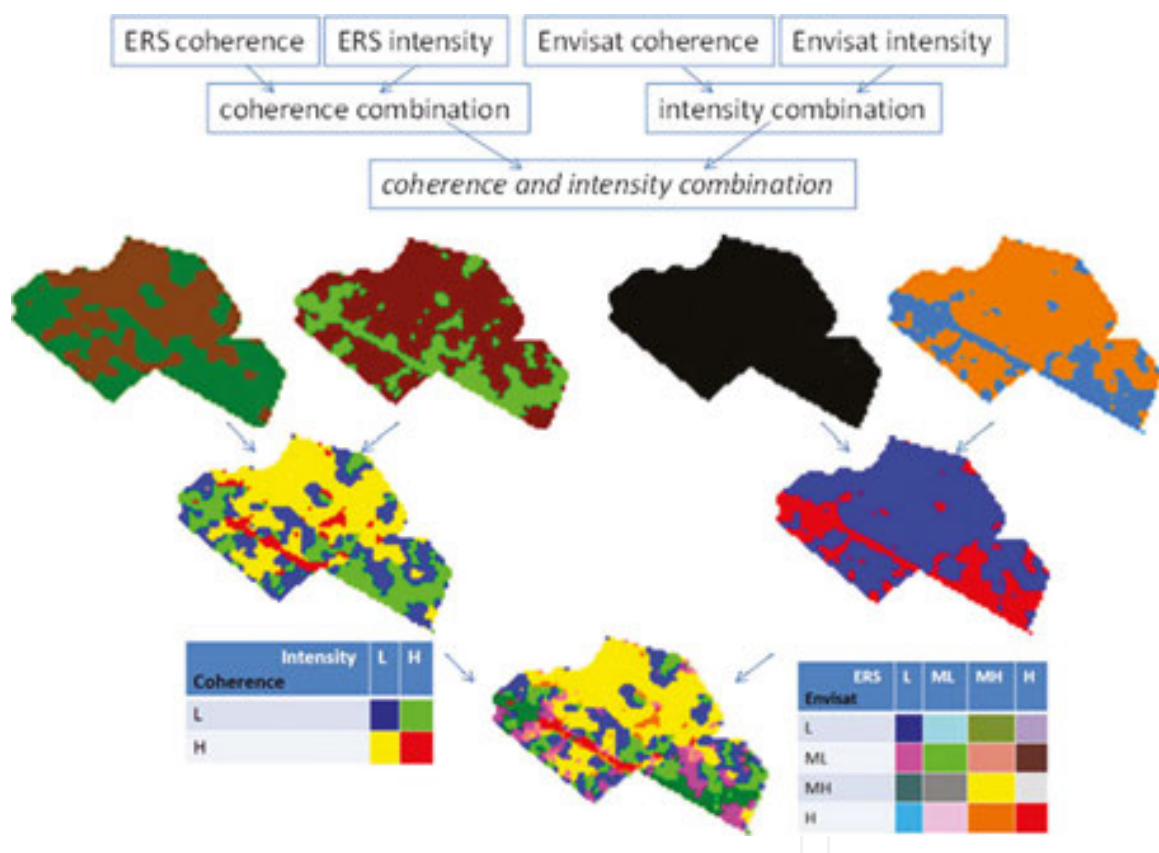 ERS coherence ERS intensity Envisat coherence Envisat intensity
coherence combination intensity combination
coherence and intensity combination
Intensity L H
Coherence
L
H
ERS L ML MH H
Envisat
L
ML
MH
H